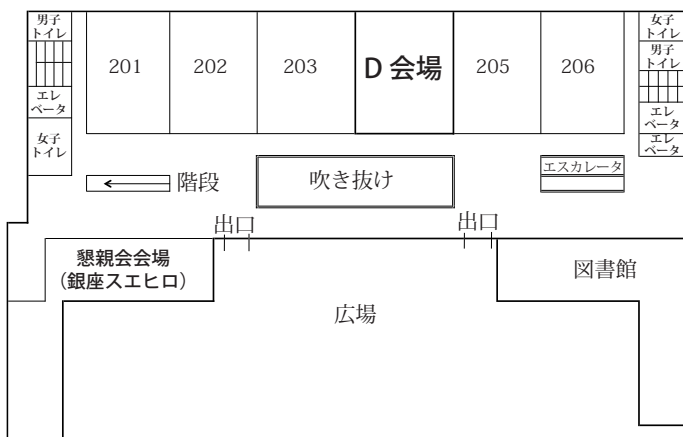 男子
トイレ
エレ
ベータ
女子
トイレ
201
202
203
D 会場
205
206
女子
トイレ
男子
トイレ
エレ
ベータ
エレ
ベータ
階段
吹き抜け
エスカレータ
出口
出口
懇親会会場
（銀座スエヒロ）
広場
図書館